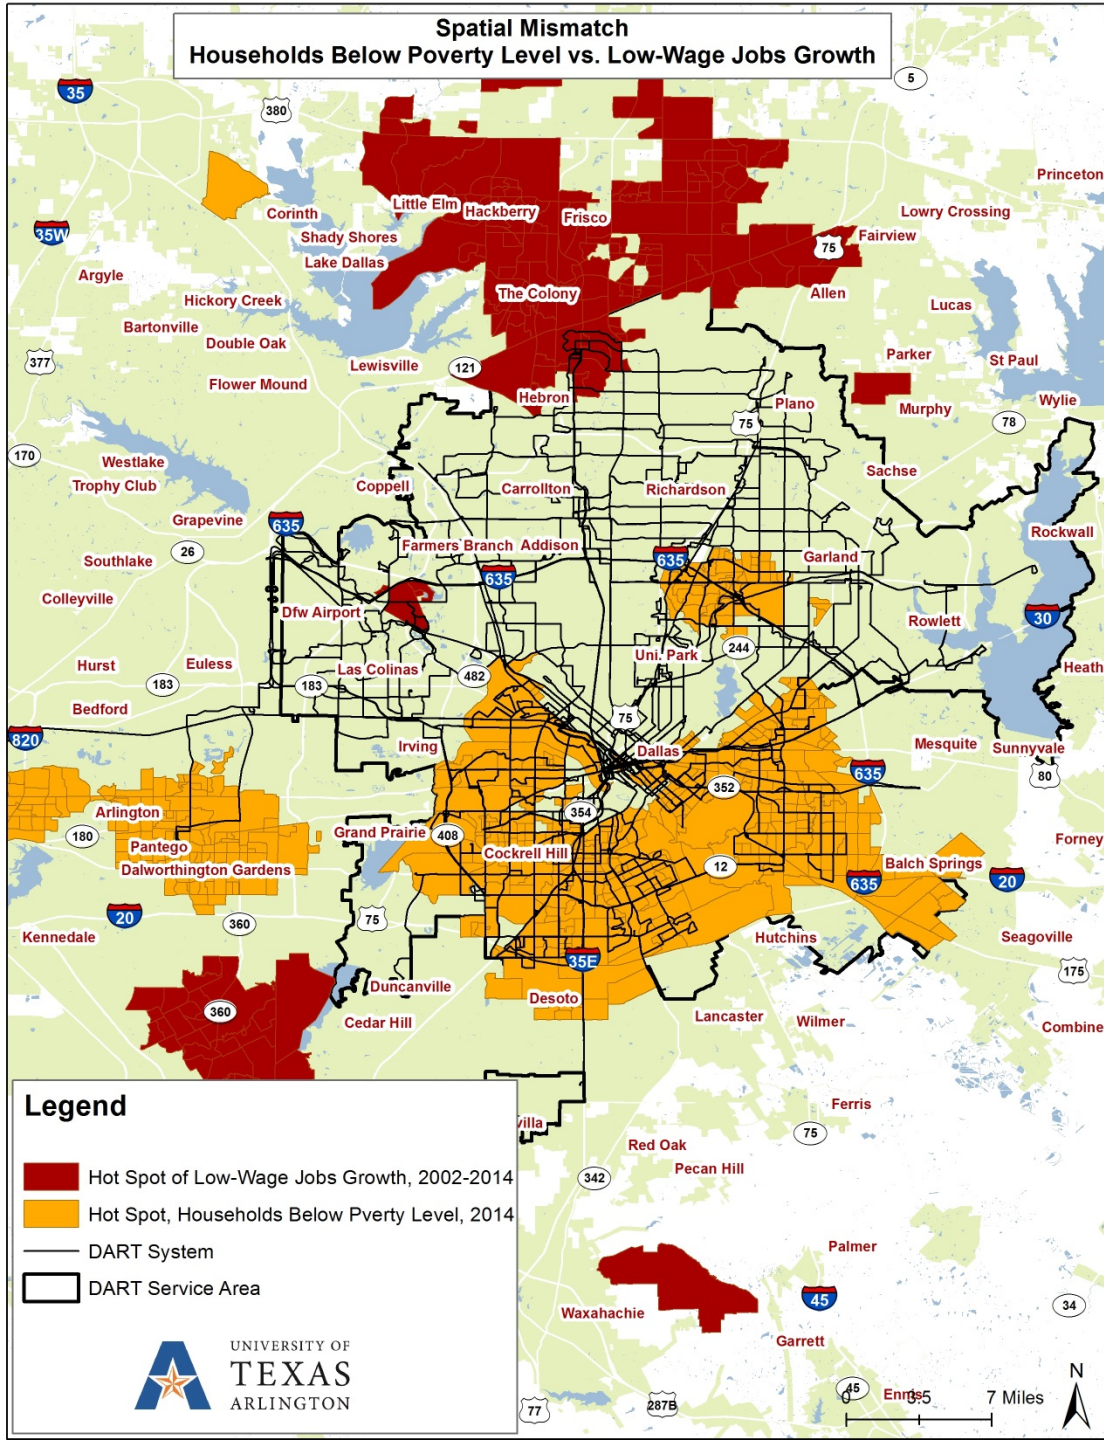 Spatial Mismatch
Households Below Poverty Level vs. Low-Wage Jobs Growth
35
380
5
Princeton
Little Elm
Hackberry
Frisco
Corinth
Lowry Crossing
35W
Shady Shores
75
Fairview
Lake Dallas
Argyle
Hickory Creek
The Colony
Allen
Lucas
Bartonville
Double Oak
377
Lewisville
121
Parker
St Paul
Flower Mound
Hebron
Plano
Murphy
Wylie
75
78
170
Westlake
Trophy Club
Coppell
Carrollton
Richardson
Sachse
Grapevine
635
Rockwall
26
Southlake
Farmers Branch
Addison
635
Garland
635
Colleyville
Dfw Airport
30
Rowlett
Hurst
Euless
Las Colinas
Uni. Park
244
Heath
183
183
482
Bedford
75
820
Irving
Dallas
Mesquite
Sunnyvale
635
80
352
Arlington
354
180
Grand Prairie
408
Forney
Pantego
Cockrell Hill
Dalworthington Gardens
12
Balch Springs
635
20
20
360
75
Kennedale
Hutchins
Seagoville
35E
175
Duncanville
Desoto
360
Cedar Hill
Lancaster
Wilmer
Combine
Legend
Hot Spot of Low-Wage Jobs Growth, 2002-2014
Hot Spot, Households Below Pverty Level, 2014
DART System
DART Service Area
UNIVERSITY OF
TEXAS
ARLINGTON
villa
Ferris
75
Red Oak
Pecan Hill
342
Palmer
45
34
Waxahachie
Garrett
N
45
Ennis
0 3.5 7 Miles
77
287B